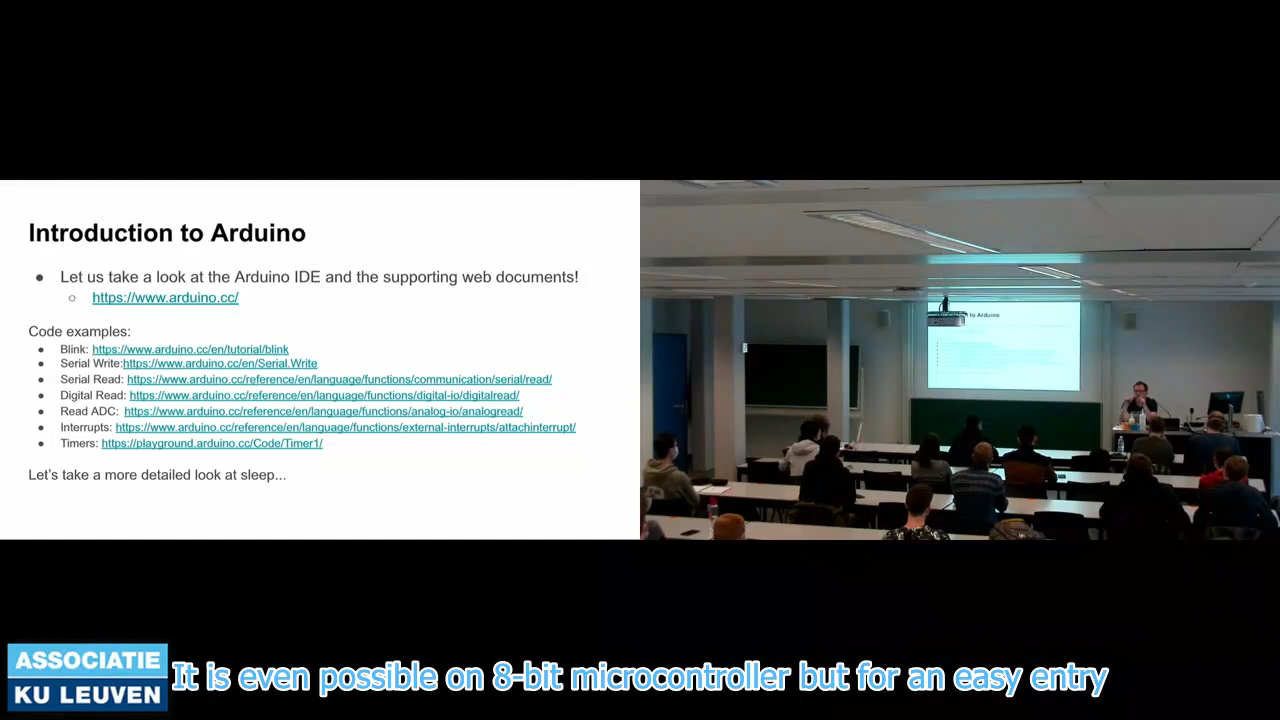 Introduction to Arduino
● Let us take a look at the Arduino IDE and the supporting web documents!
○ https://www.arduino.cc/
Code examples:
● Blink: https://www.arduino.cc/en/tutorial/blink
● Serial Write:https://www.arduino.cc/en/Serial.Write
● Serial Read: https://www.arduino.cc/reference/en/language/functions/communication/serial/read/
● Digital Read: https://www.arduino.cc/reference/en/language/functions/digital-io/digitalread/
● Read ADC: https://www.arduino.cc/reference/en/language/functions/analog-io/analogread/
● Interrupts: https://www.arduino.cc/reference/en/language/functions/external-interrupts/attachinterrupt/
● Timers: https://playground.arduino.cc/Code/Timer1/
Let's take a more detailed look at sleep...
to Arduino
ASSOCIATIE
KU LEUVEN
It is even possible on 8-bit microcontroller but for an easy entry